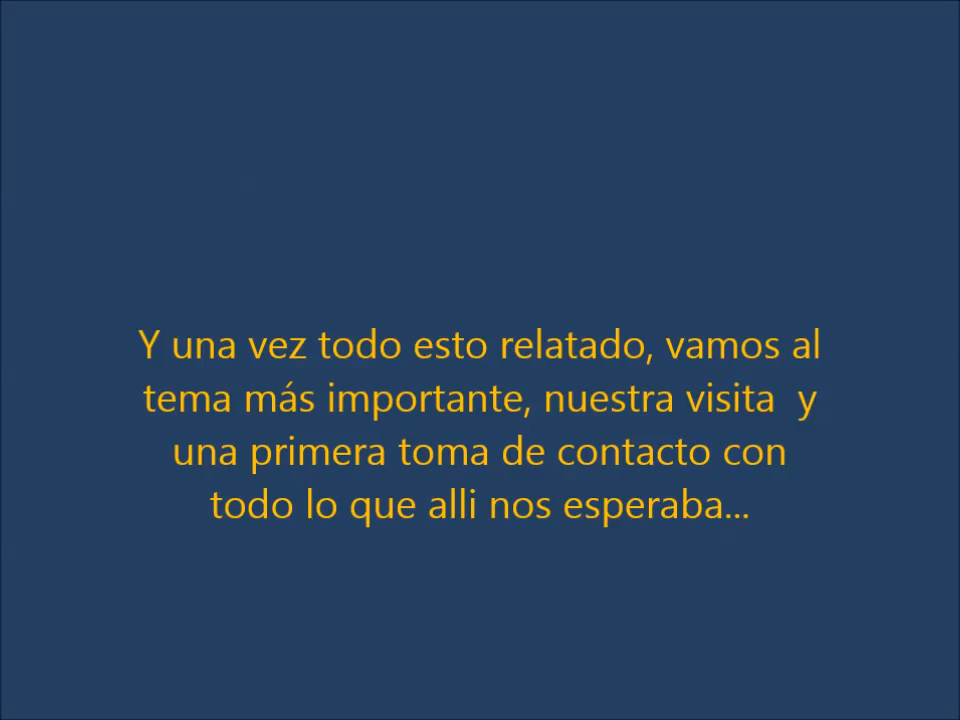 Y una vez todo esto relatado, vamos al
tema más importante, nuestra visita  y
una primera toma de contacto con
todo lo que alli nos esperaba...